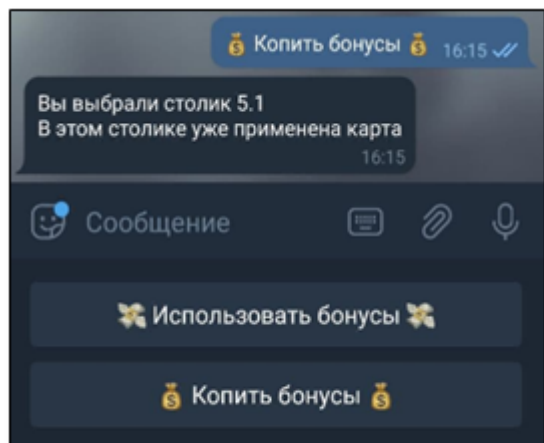 💰 Копить бонусы 💰 16:15
Вы выбрали столик 5.1
В этом столике уже применена карта
16:15
Сообщение
💸 Использовать бонусы 💸
💰 Копить бонусы 💰